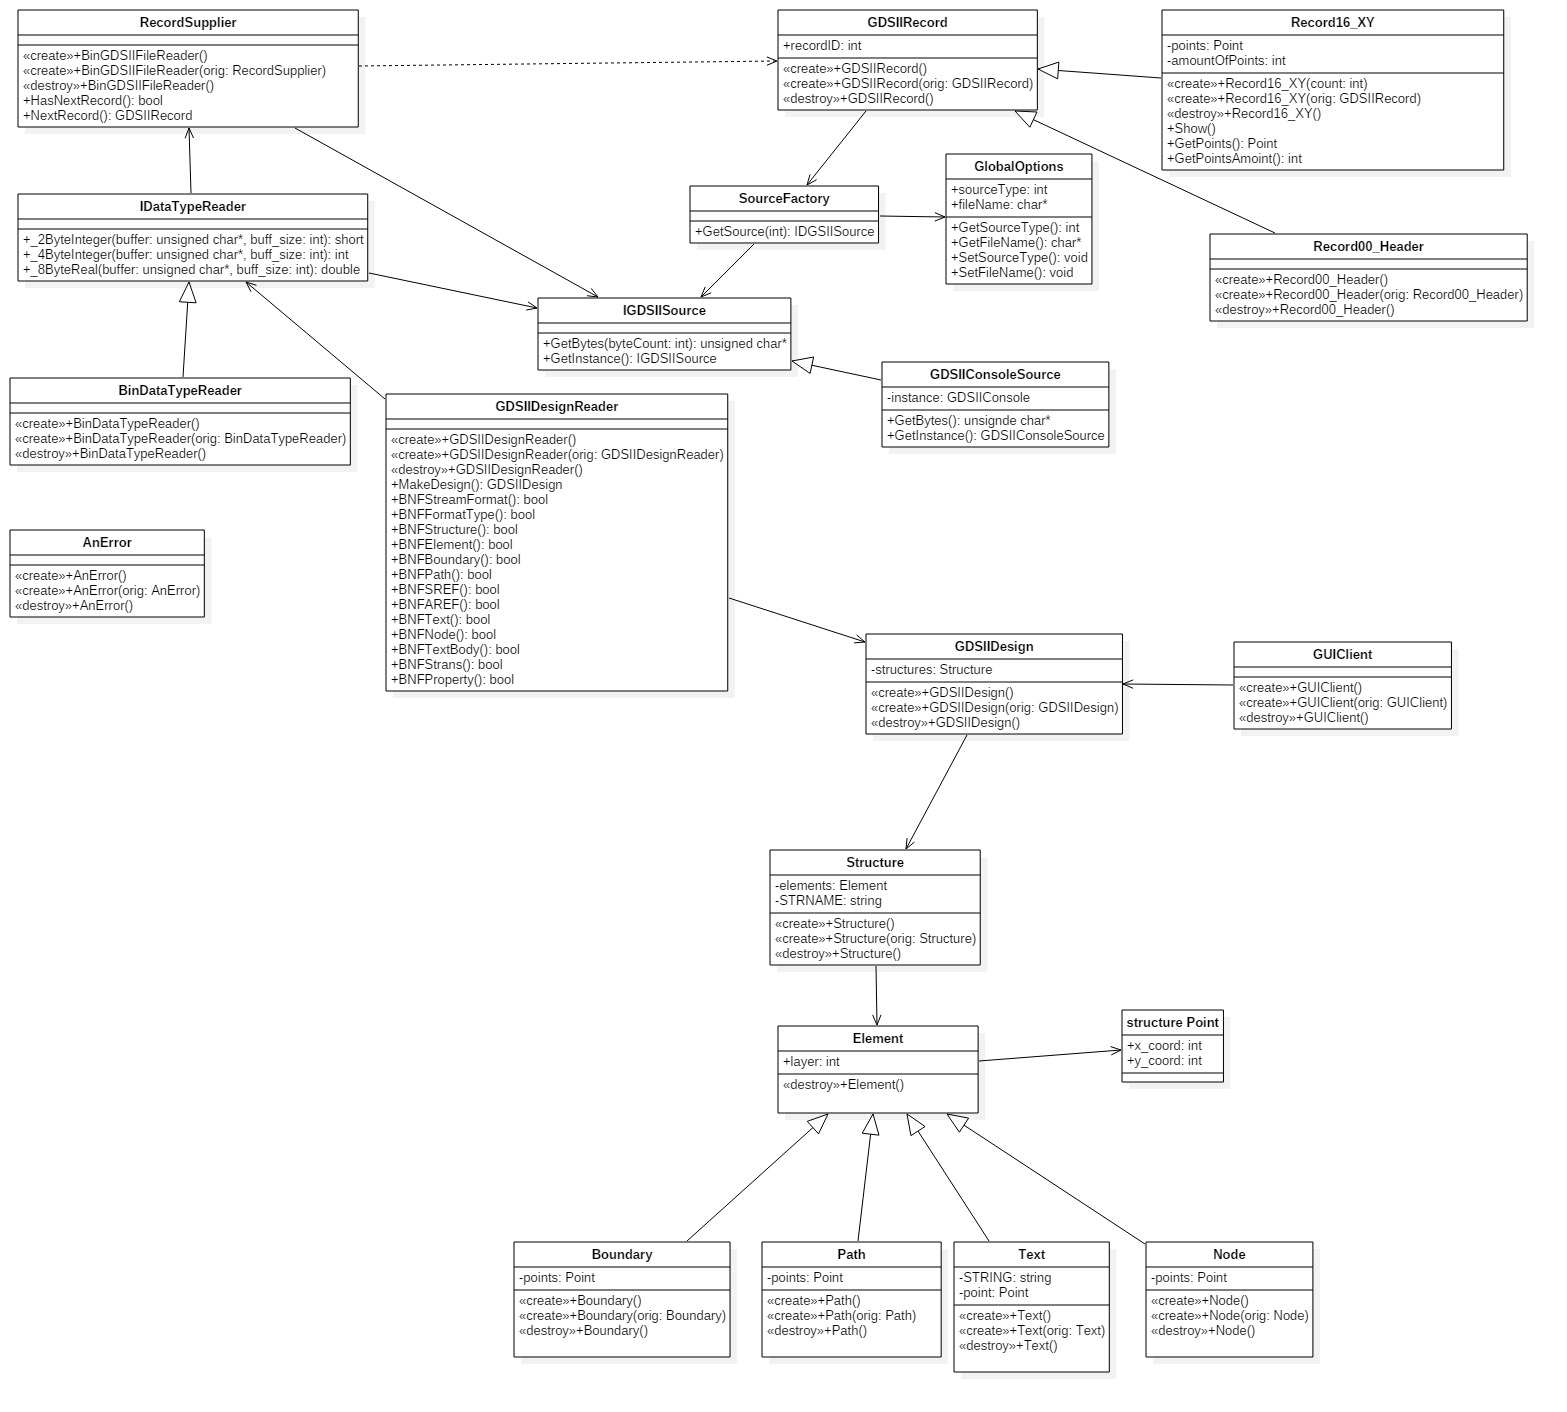 RecordSupplier
«create»+BinGDSIIFileReader()
«create»+BinGDSIIFileReader(orig: RecordSupplier)
«destroy»+BinGDSIIFileReader()
+HasNextRecord(): bool
+NextRecord(): GDSIIRecord
GDSIIRecord
+recordID: int
«create»+GDSIIRecord()
«create»+GDSIIRecord(orig: GDSIIRecord)
«destroy»+GDSIIRecord()
Record16_XY
-points: Point
-amountOfPoints: int
«create»+Record16_XY(count: int)
«create»+Record16_XY(orig: GDSIIRecord)
«destroy»+Record16_XY()
+Show()
+GetPoints(): Point
+GetPointsAmoint(): int
IDataTypeReader
+_2ByteInteger(buffer: unsigned char*, buff_size: int): short
+_4ByteInteger(buffer: unsigned char*, buff_size: int): int
+_8ByteReal(buffer: unsigned char*, buff_size: int): double
SourceFactory
+GetSource(int): IDGSIISource
GlobalOptions
+sourceType: int
+fileName: char*
+GetSourceType(): int
+GetFileName(): char*
+SetSourceType(): void
+SetFileName(): void
Record00_Header
«create»+Record00_Header()
«create»+Record00_Header(orig: Record00_Header)
«destroy»+Record00_Header()
IGDSIISource
+GetBytes(byteCount: int): unsigned char*
+GetInstance(): IGDSIISource
GDSIIConsoleSource
-instance: GDSIIConsole
+GetBytes(): unsignde char*
+GetInstance(): GDSIIConsoleSource
BinDataTypeReader
«create»+BinDataTypeReader()
«create»+BinDataTypeReader(orig: BinDataTypeReader)
«destroy»+BinDataTypeReader()
GDSIIDesignReader
«create»+GDSIIDesignReader()
«create»+GDSIIDesignReader(orig: GDSIIDesignReader)
«destroy»+GDSIIDesignReader()
+MakeDesign(): GDSIIDesign
+BNFStreamFormat(): bool
+BNFFormatType(): bool
+BNFStructure(): bool
+BNFElement(): bool
+BNFBoundary(): bool
+BNFPath(): bool
+BNFSREF(): bool
+BNFAREF(): bool
+BNFText(): bool
+BNFNode(): bool
+BNFTextBody(): bool
+BNFStrans(): bool
+BNFProperty(): bool
AnError
«create»+AnError()
«create»+AnError(orig: AnError)
«destroy»+AnError()
GDSIIDesign
-structures: Structure
«create»+GDSIIDesign()
«create»+GDSIIDesign(orig: GDSIIDesign)
«destroy»+GDSIIDesign()
GUIClient
«create»+GUIClient()
«create»+GUIClient(orig: GUIClient)
«destroy»+GUIClient()
Structure
-elements: Element
-STRNAME: string
«create»+Structure()
«create»+Structure(orig: Structure)
«destroy»+Structure()
Element
+layer: int
«destroy»+Element()
structure Point
+x_coord: int
+y_coord: int
Boundary
-points: Point
«create»+Boundary()
«create»+Boundary(orig: Boundary)
«destroy»+Boundary()
Path
-points: Point
«create»+Path()
«create»+Path(orig: Path)
«destroy»+Path()
Text
-STRING: string
-point: Point
«create»+Text()
«create»+Text(orig: Text)
«destroy»+Text()
Node
-points: Point
«create»+Node()
«create»+Node(orig: Node)
«destroy»+Node()